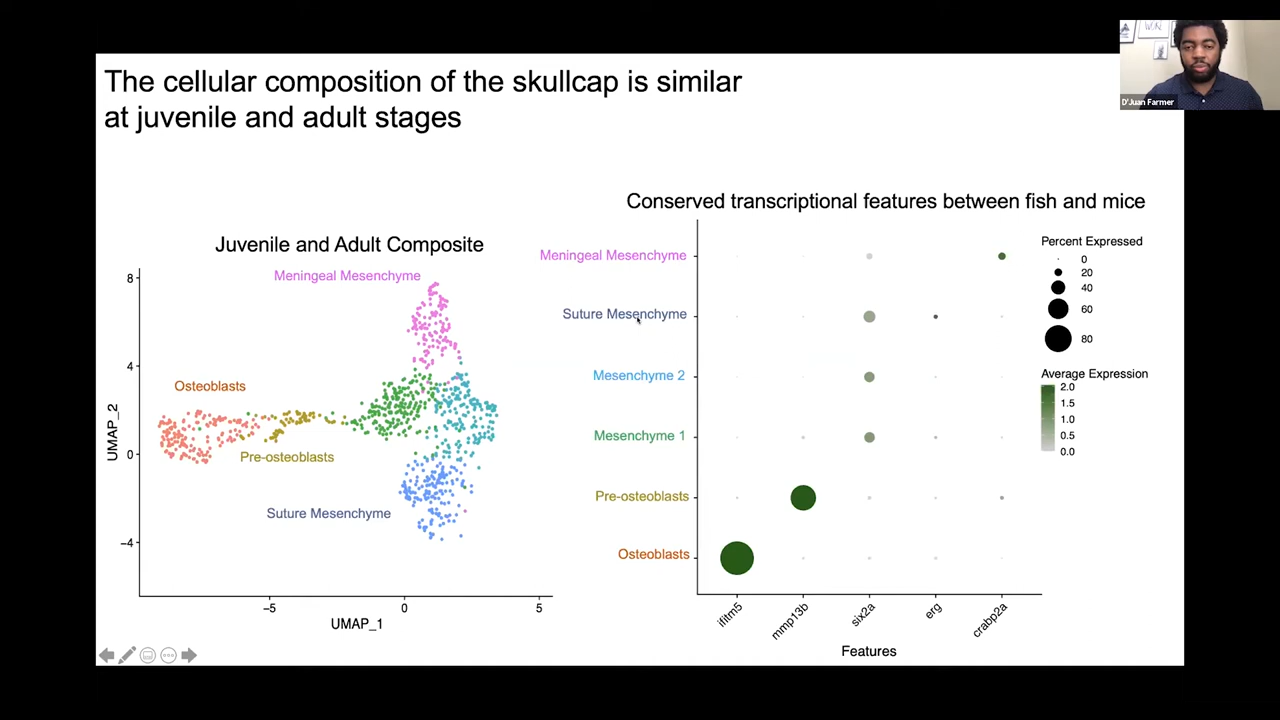 The cellular composition of the skullcap is similar
at juvenile and adult stages
D'Juan Farmer
Juvenile and Adult Composite
Meningeal Mesenchyme
Osteoblasts
Pre-osteoblasts
Suture Mesenchyme
8
4
0
−4
UMAP_2
−5
0
5
UMAP_1
Conserved transcriptional features between fish and mice
Meningeal Mesenchyme
Suture Mesenchyme
Mesenchyme 2
Mesenchyme 1
Pre-osteoblasts
Osteoblasts
ifitm5
mmp13b
six2a
erg
crabp2a
Features
Percent Expressed
0
20
40
60
80
Average Expression
2.0
1.5
1.0
0.5
0.0